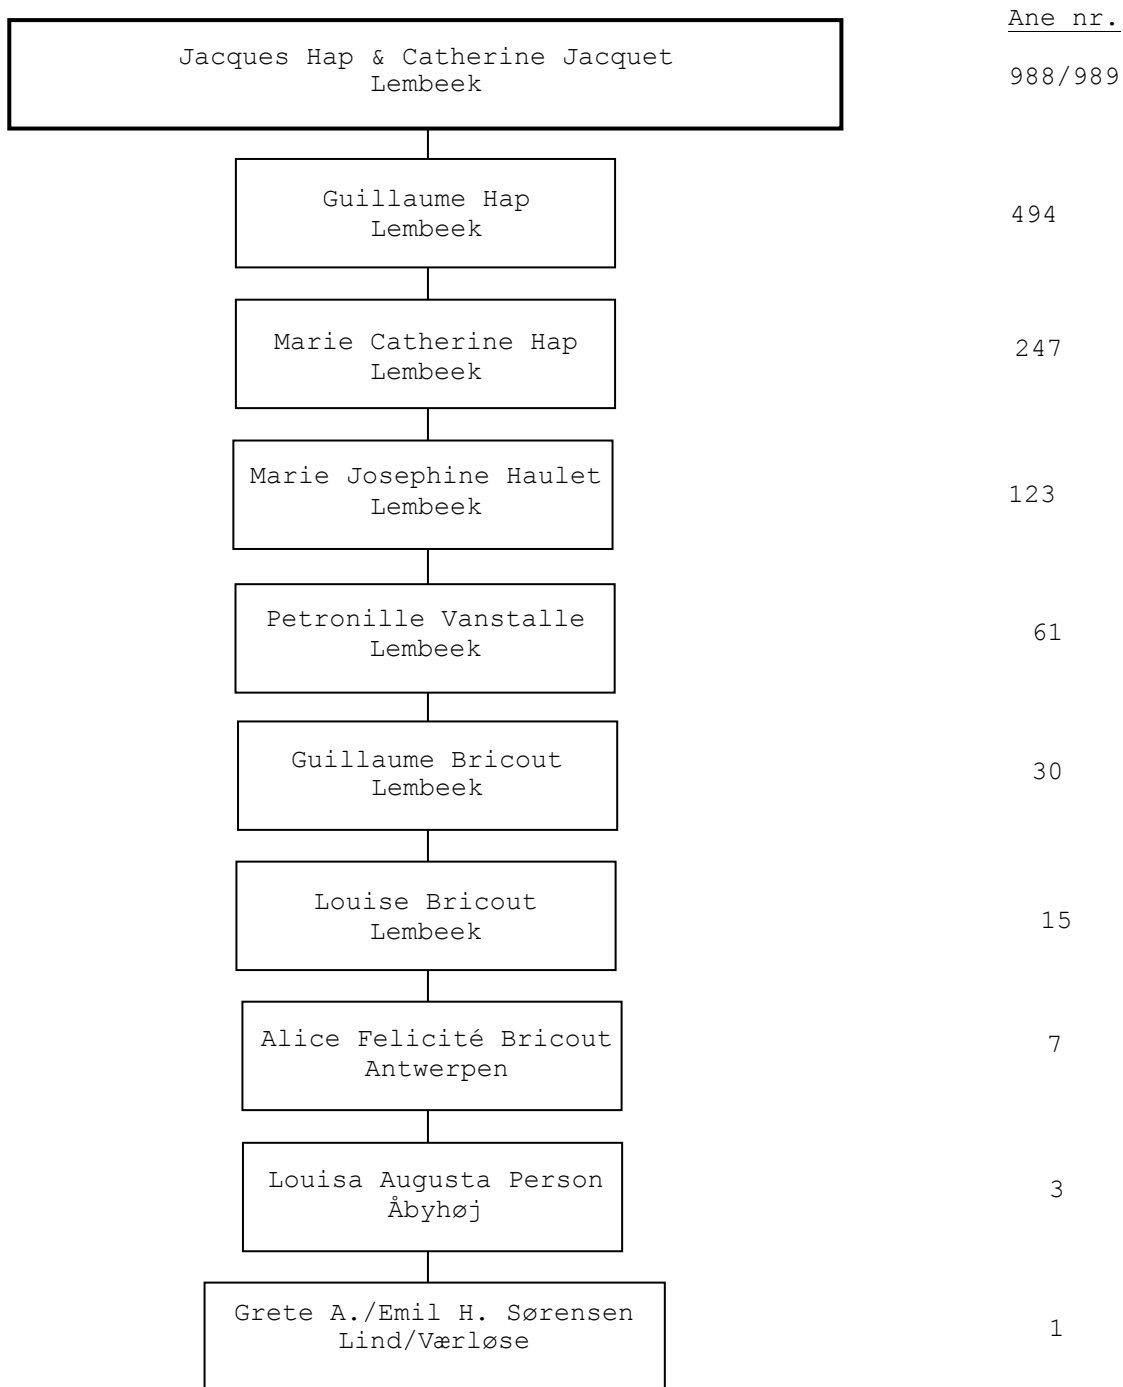 Ane nr.
Jacques Hap & Catherine Jacquet
Lembeek
988/989
Guillaume Hap
Lembeek
494
Marie Catherine Hap
Lembeek
247
Marie Josephine Haulet
Lembeek
123
Petronille Vanstalle
Lembeek
61
Guillaume Bricout
Lembeek
30
Louise Bricout
Lembeek
15
Alice Felicité Bricout
Antwerpen
7
Louisa Augusta Person
Åbyhøj
3
Grete A./Emil H. Sørensen
Lind/Værløse
1